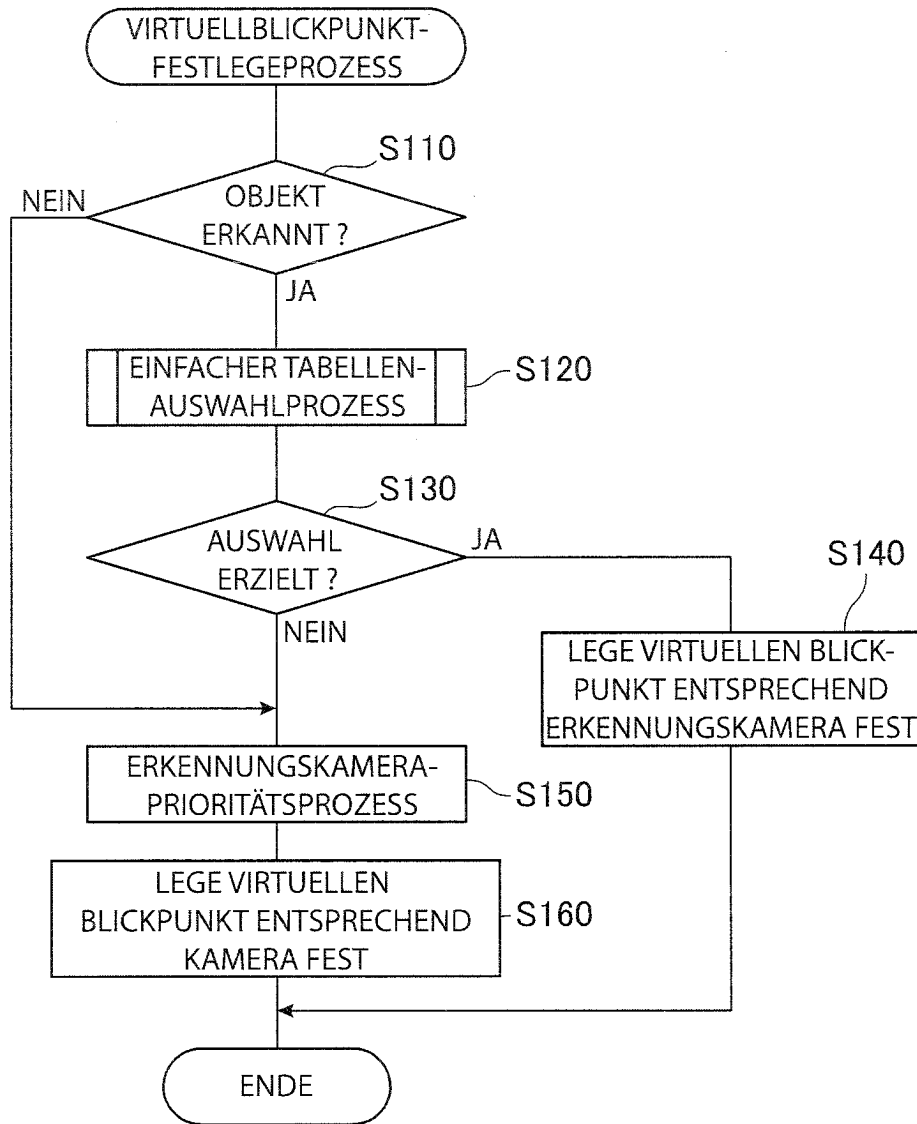 VIRTUELLBLICKPUNKT-
FESTLEGEPROZESS
S110
NEIN
OBJEKT
ERKANNT ?
JA
EINFACHER TABELLEN-
AUSWAHLPROZESS
S120
S130
AUSWAHL
ERZIELT ?
JA
NEIN
S140
LEGE VIRTUELLEN BLICK-
PUNKT ENTSPRECHEND
ERKENNUNGSKAMERA FEST
ERKENNUNGSKAMERA-
PRIORITÄTSPROZESS
S150
LEGE VIRTUELLEN
BLICKPUNKT ENTSPRECHEND
KAMERA FEST
S160
ENDE